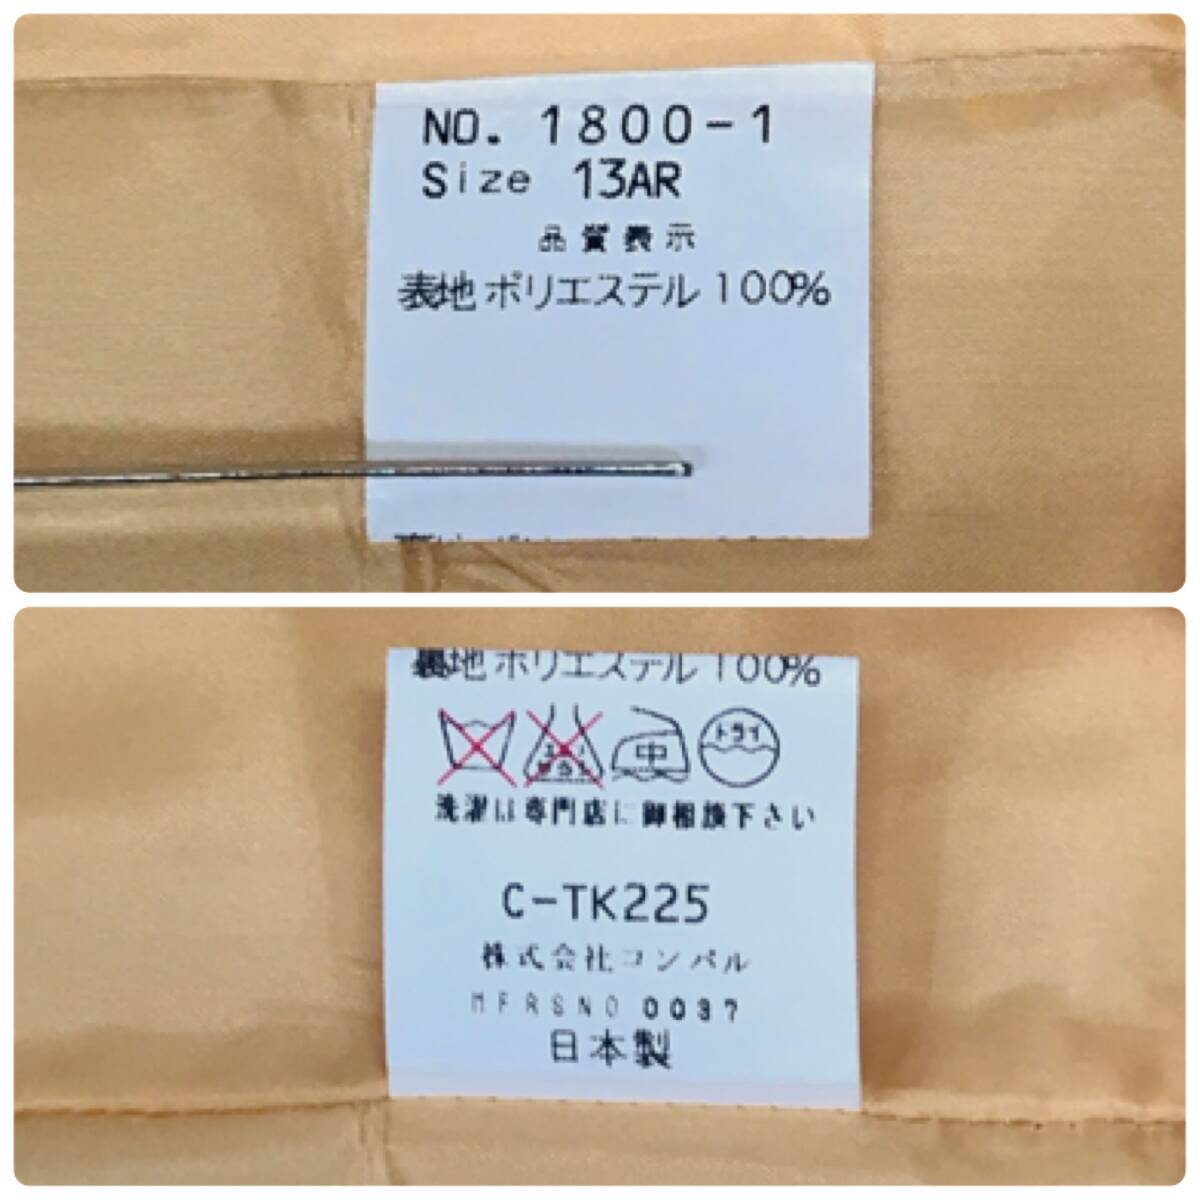 NO. 1800-1
Size 13AR
品質表示
表地 ポリエステル 100%
裏地 ポリエステル 100%
中
ドライ
洗濯は専門店に御相談下さい
C-TK225
株式会社コンパル
MFRSNO 0037
日本製